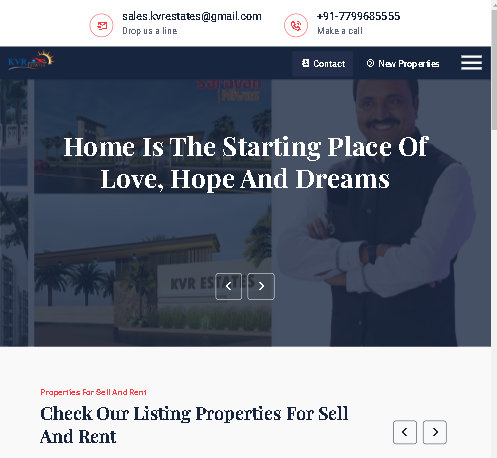 sales.kvrestates@gmail.com
Drop us a line
+91-7799685555
Make a call
KVR
Contact
New Properties
Home Is The Starting Place Of
Love, Hope And Dreams
KVR ESTATES
Properties For Sell And Rent
Check Our Listing Properties For Sell
And Rent